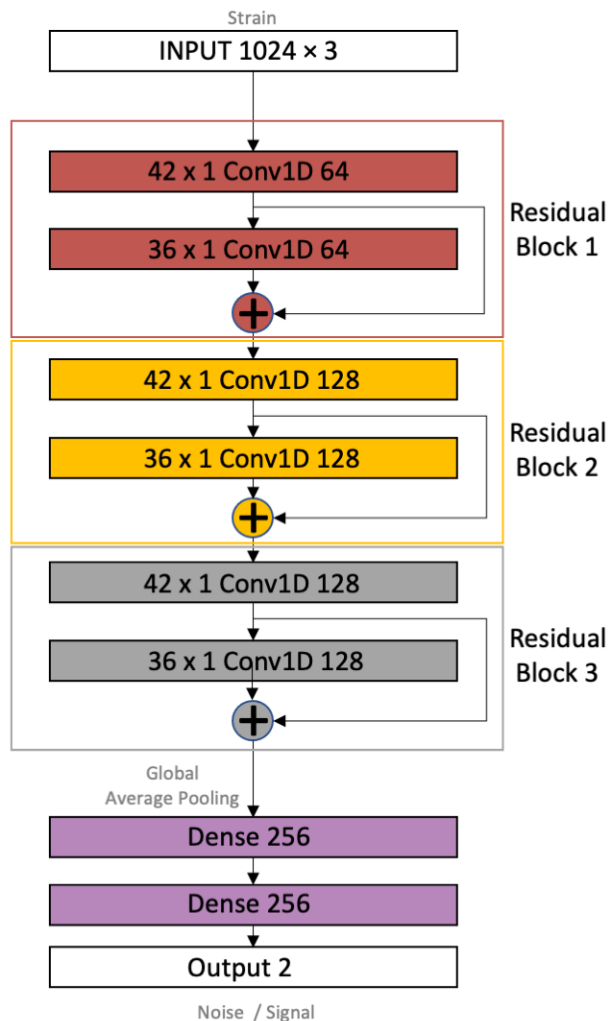 Strain
INPUT 1024 × 3
42 x 1 Conv1D 64
36 x 1 Conv1D 64
Residual
Block 1
42 x 1 Conv1D 128
36 x 1 Conv1D 128
Residual
Block 2
42 x 1 Conv1D 128
36 x 1 Conv1D 128
Residual
Block 3
Global
Average Pooling
Dense 256
Dense 256
Output 2
Noise / Signal